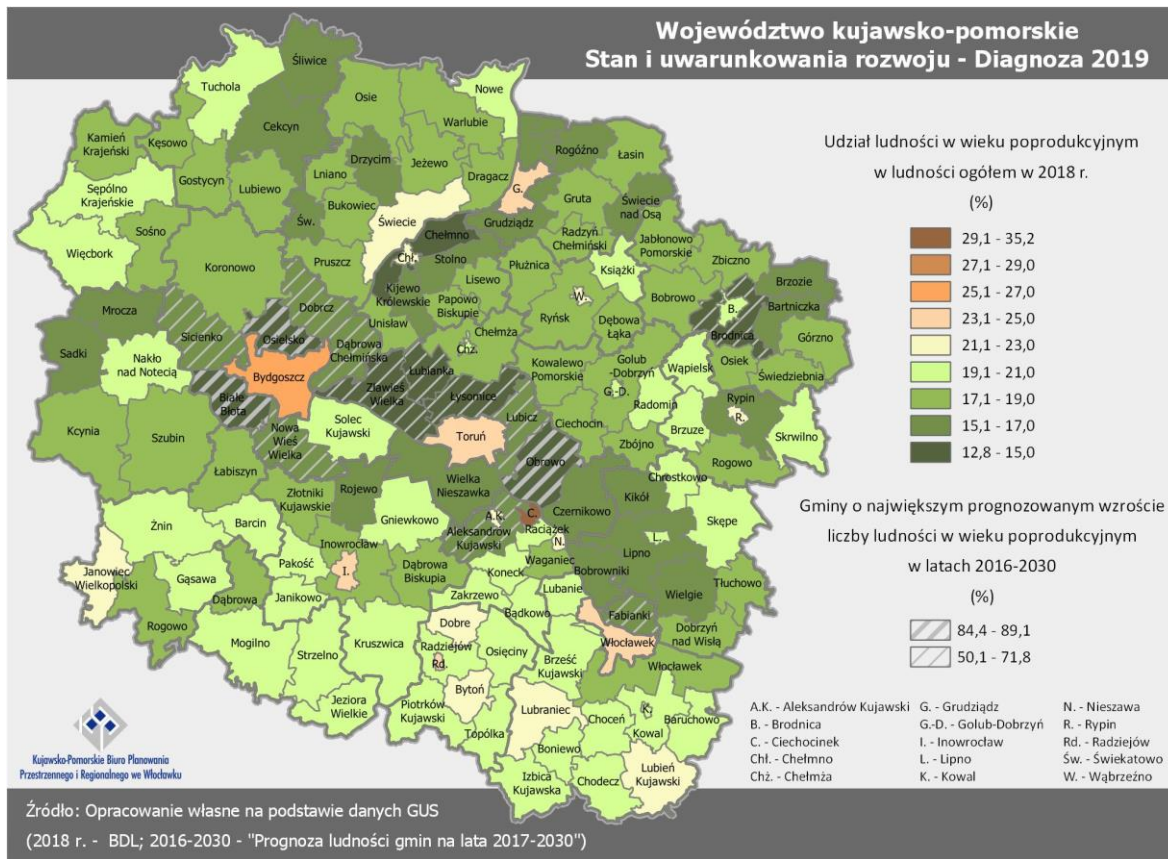 Województwo kujawsko-pomorskie
Stan i uwarunkowania rozwoju - Diagnoza 2019
Udział ludności w wieku poprodukcyjnym
w ludności ogółem w 2018 r.
(%)
29,1 - 35,2
27,1 - 29,0
25,1 - 27,0
23,1 - 25,0
21,1 - 23,0
19,1 - 21,0
17,1 - 19,0
15,1 - 17,0
12,8 - 15,0
Gminy o największym prognozowanym wzroście
liczby ludności w wieku poprodukcyjnym
w latach 2016-2030
(%)
84,4 - 89,1
50,1 - 71,8
Śliwice
Tuchola
Nowe
Osie
Warlubie
Cekcyn
Kamień
Krajeński
Kęsowo
Drzycim
Rogóźno
Łasin
Jeżewo
Lniano
Dragacz
Gostycyn
Lubiewo
G.
Sępólno
Krajeńskie
Bukowiec
Gruta
Świecie
nad Osą
Świecie
Św.
Grudziądz
Sośno
Chełmno
Radzyń
Chełmiński
Jabłonowo
Pomorskie
Więcbork
Chł.
Stolno
Zbiczno
Koronowo
Pruszcz
Płużnica
Książki
Lisewo
Brzozie
Kijewo
Królewskie
W.
Bobrowo
Mrocza
Papowo
Biskupie
Bartniczka
Dobrcz
B.
Unisław
Ryńsk
Dębowa
Łąka
Brodnica
Sicienko
Osielsko
Chełmża
Górzno
Dąbrowa
Chełmińska
Chż.
Sadki
Nakło
nad Notecią
Łubianka
Kowalewo
Pomorskie
Golub
-Dobrzyń
Wąpielsk
Osiek
Świedziebnia
Bydgoszcz
Zławieś
Wielka
G.-D.
Białe
Błota
Łysomice
Radomin
Rypin
Lubicz
R.
Kcynia
Szubin
Nowa
Wieś
Wielka
Solec
Kujawski
Toruń
Ciechocin
Brzuze
Skrwilno
Zbójno
Obrowo
Rogowo
Łabiszyn
Wielka
Nieszawka
Chrostkowo
Rojewo
Kikół
Złotniki
Kujawskie
Czernikowo
Gniewkowo
A.K.
C.
Skępe
Żnin
Barcin
Aleksandrów
Kujawski
Raciążek
N.
L.
Inowrocław
Lipno
Pakość
Dąbrowa
Biskupia
Waganiec
Janowiec
Wielkopolski
I.
Koneck
Bobrowniki
Gąsawa
Tłuchowo
Wielgie
Dąbrowa
Janikowo
Zakrzewo
Lubanie
Bądkowo
Fabianki
Rogowo
Dobre
Dobrzyń
nad Wisłą
Mogilno
Kruszwica
Radziejów
Osięciny
Włocławek
Strzelno
Rd.
Brześć
Kujawski
Włocławek
Bytoń
Jeziora
Wielkie
Piotrków
Kujawski
Lubraniec
Choceń
K.
Baruchowo
Topólka
Kowal
Boniewo
Izbica
Kujawska
Chodecz
Lubień
Kujawski
A.K. - Aleksandrów Kujawski
B. - Brodnica
C. - Ciechocinek
Chł. - Chełmno
Chż. - Chełmża
G. - Grudziądz
G.-D. - Golub-Dobrzyń
I. - Inowrocław
L. - Lipno
K. - Kowal
N. - Nieszawa
R. - Rypin
Rd. - Radziejów
Św. - Świekatowo
W. - Wąbrzeźno
Kujawsko-Pomorskie Biuro Planowania
Przestrzennego i Regionalnego we Włocławku
Źródło: Opracowanie własne na podstawie danych GUS
(2018 r. - BDL; 2016-2030 - "Prognoza ludności gmin na lata 2017-2030")